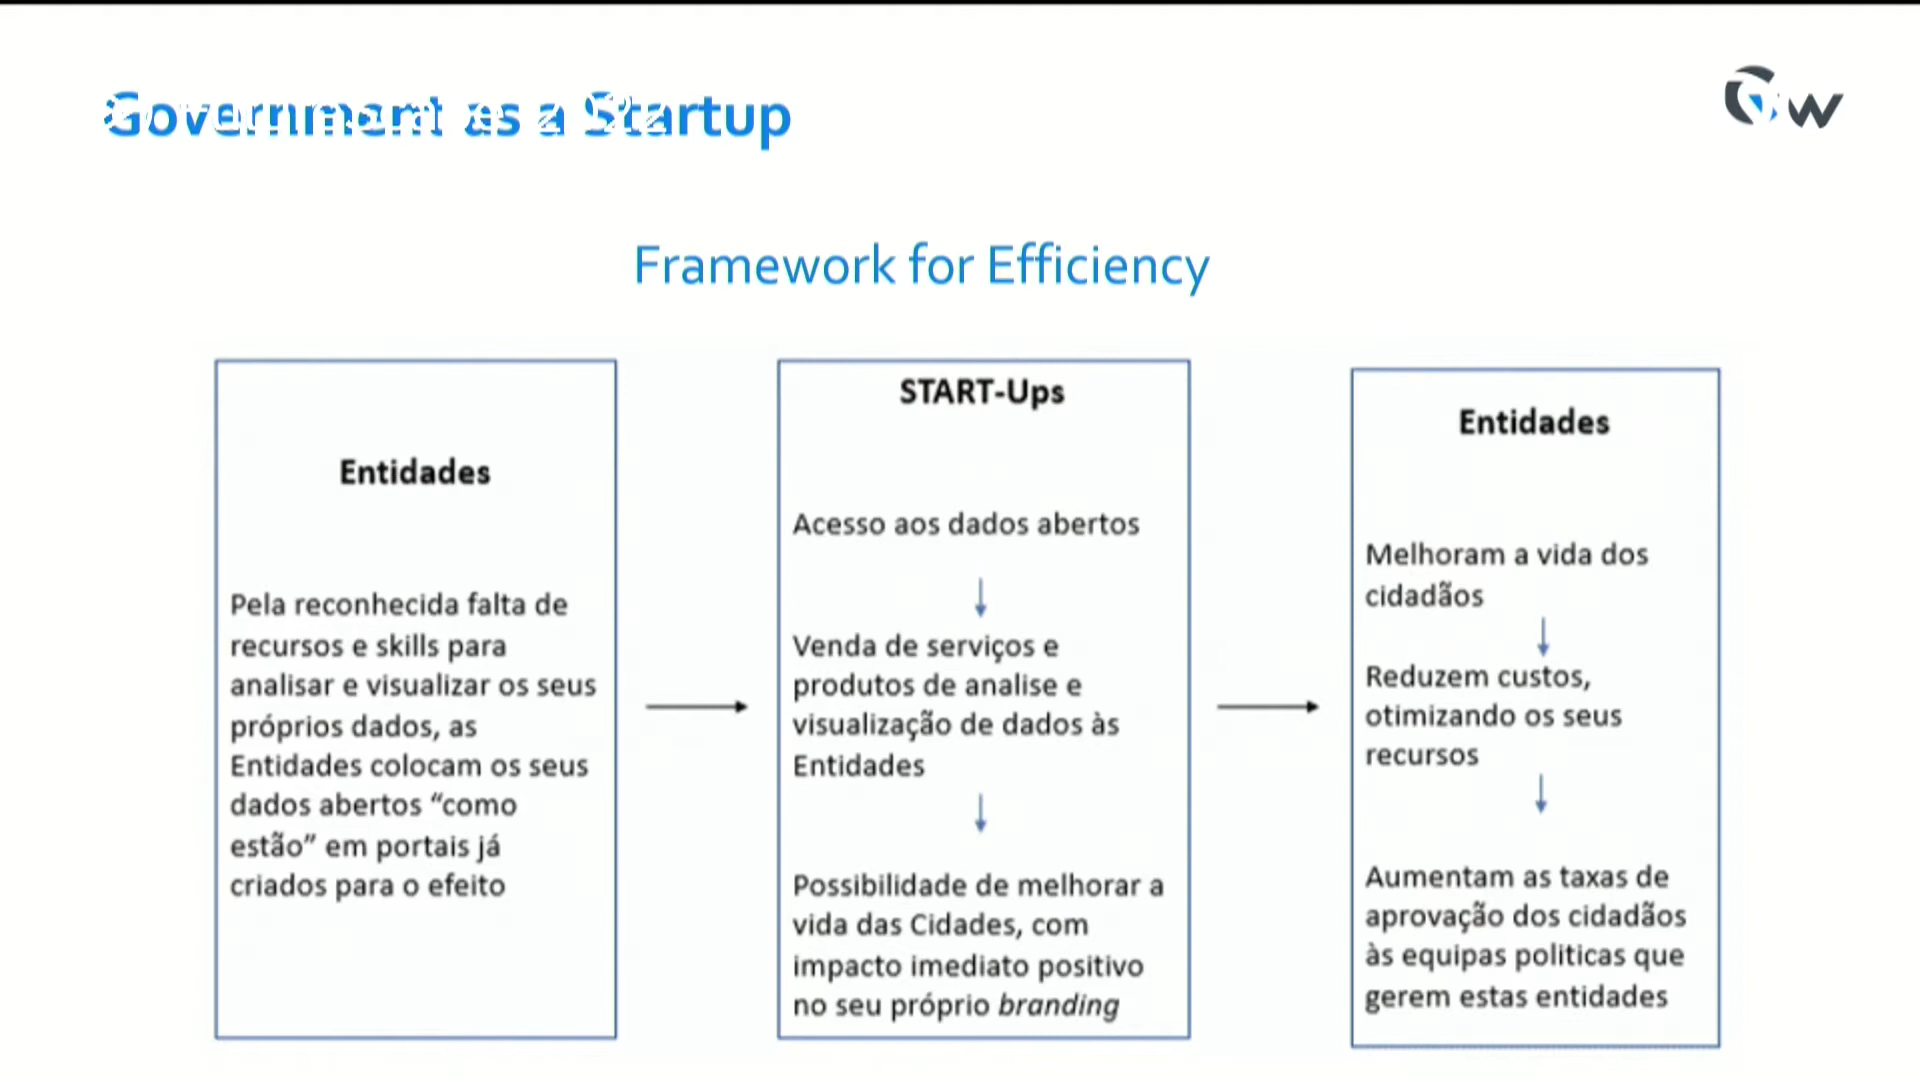 Government as a Startup
Framework for Efficiency
Entidades
Pela reconhecida falta de
recursos e skills para
analisar e visualizar os seus
próprios dados, as
Entidades colocam os seus
dados abertos “como
estão” em portais já
criados para o efeito
START-Ups
Acesso aos dados abertos
Venda de serviços e
produtos de analise e
visualização de dados às
Entidades
Possibilidade de melhorar a
vida das Cidades, com
impacto imediato positivo
no seu próprio branding
Entidades
Melhoram a vida dos
cidadãos
Reduzem custos,
otimizando os seus
recursos
Aumentam as taxas de
aprovação dos cidadãos
às equipas politicas que
gerem estas entidades